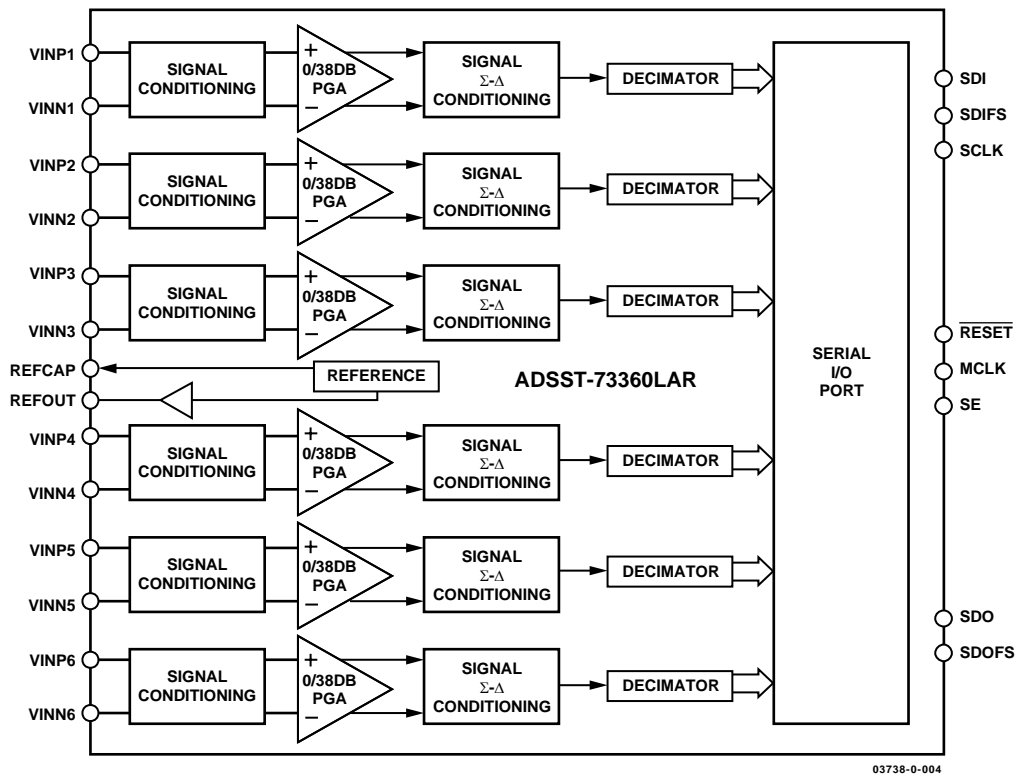 VINP1
VINN1
SIGNAL
CONDITIONING
+
0/38DB
PGA
–
SIGNAL
Σ-Δ
CONDITIONING
DECIMATOR
VINP2
VINN2
SIGNAL
CONDITIONING
+
0/38DB
PGA
–
SIGNAL
Σ-Δ
CONDITIONING
DECIMATOR
VINP3
VINN3
SIGNAL
CONDITIONING
+
0/38DB
PGA
–
SIGNAL
Σ-Δ
CONDITIONING
DECIMATOR
REFCAP
REFOUT
REFERENCE
ADSST-73360LAR
VINP4
VINN4
SIGNAL
CONDITIONING
+
0/38DB
PGA
–
SIGNAL
Σ-Δ
CONDITIONING
DECIMATOR
VINP5
VINN5
SIGNAL
CONDITIONING
+
0/38DB
PGA
–
SIGNAL
Σ-Δ
CONDITIONING
DECIMATOR
VINP6
VINN6
SIGNAL
CONDITIONING
+
0/38DB
PGA
–
SIGNAL
Σ-Δ
CONDITIONING
DECIMATOR
SERIAL
I/O
PORT
SDI
SDIFS
SCLK
RESET
MCLK
SE
SDO
SDOFS
03738-0-004